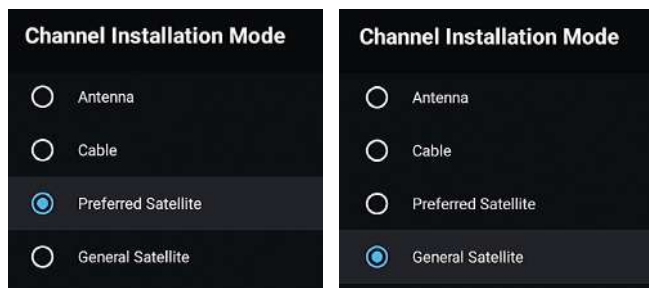 Channel Installation Mode
Antenna
Cable
Preferred Satellite
General Satellite
Channel Installation Mode
Antenna
Cable
Preferred Satellite
General Satellite